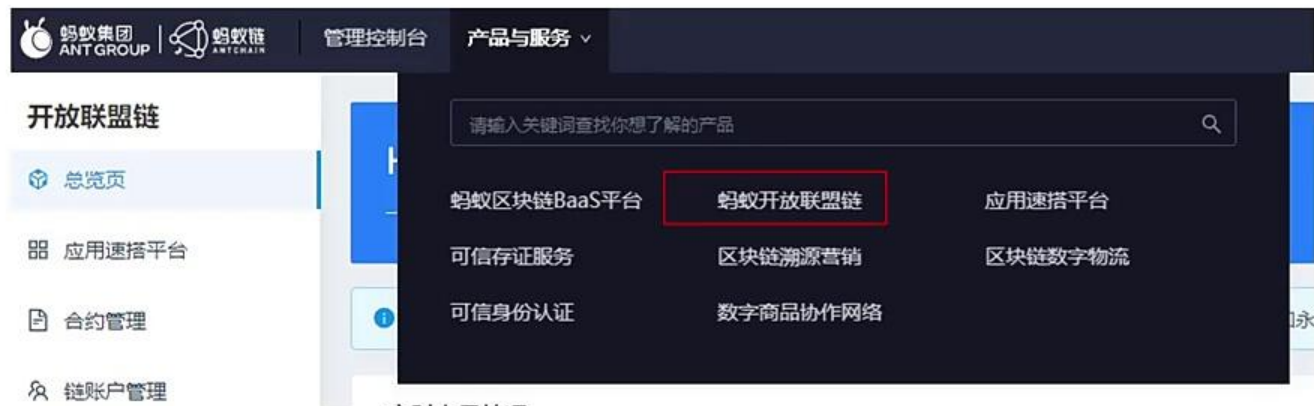 蚂蚁集团 ANT GROUP 蚂蚁链 ANTCHAIN 管理控制台 产品与服务
开放联盟链
总览页
应用速搭平台
合约管理
链账户管理
请输入关键词查找你想了解的产品
蚂蚁区块链BaaS平台 蚂蚁开放联盟链 应用速搭平台
可信存证服务 区块链溯源营销 区块链数字物流
可信身份认证 数字商品协作网络